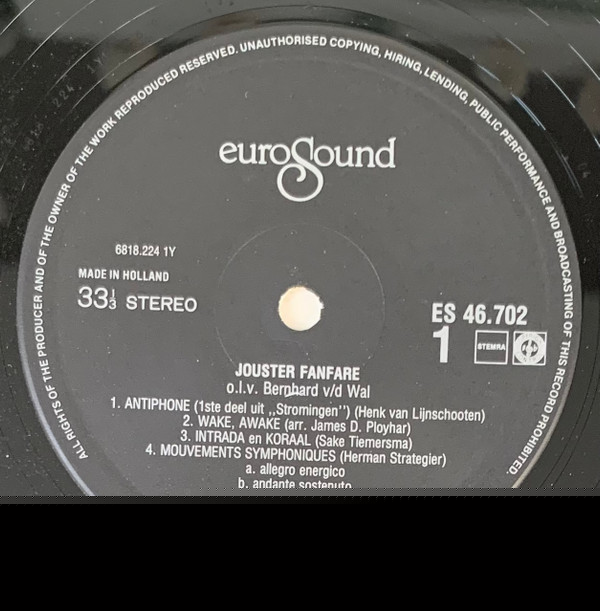 ALL RIGHTS OF THE PRODUCER AND OF THE OWNER OF THE WORK REPRODUCED RESERVED. UNAUTHORISED COPYING, HIRING, LENDING, PUBLIC PERFORMANCE AND BROADCASTING OF THIS RECORD PROHIBITED
euroSound
6818.224 1Y
MADE IN HOLLAND
33⅓ STEREO
ES 46.702
1 STEMRA
JOUSTER FANFARE
o.l.v. Bernhard v/d Wal
1. ANTIPHONE (1ste deel uit ,,Stromingen'') (Henk van Lijnschooten)
2. WAKE, AWAKE (arr. James D. Ployhar)
3. INTRADA en KORAAL (Sake Tiemersma)
4. MOUVEMENTS SYMPHONIQUES (Herman Strategier)
a. allegro energico
b. andante sostenuto